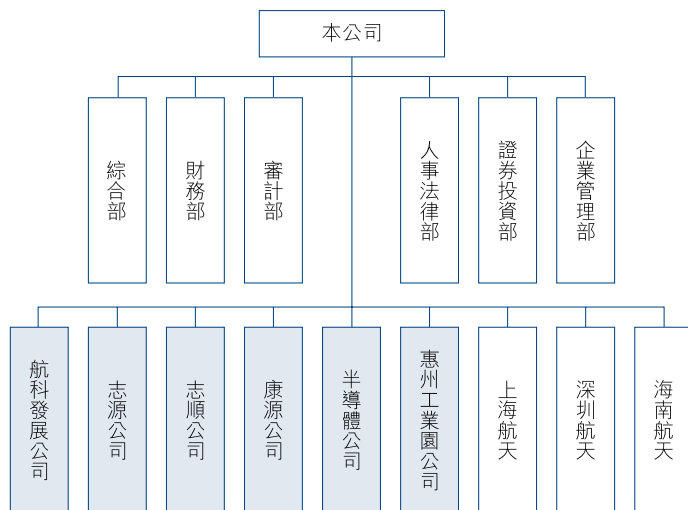 本公司
綜合部
財務部
審計部
人事法律部
證券投資部
企業管理部
航科發展公司
志源公司
志順公司
康源公司
半導體公司
惠州工業園公司
上海航天
深圳航天
海南航天